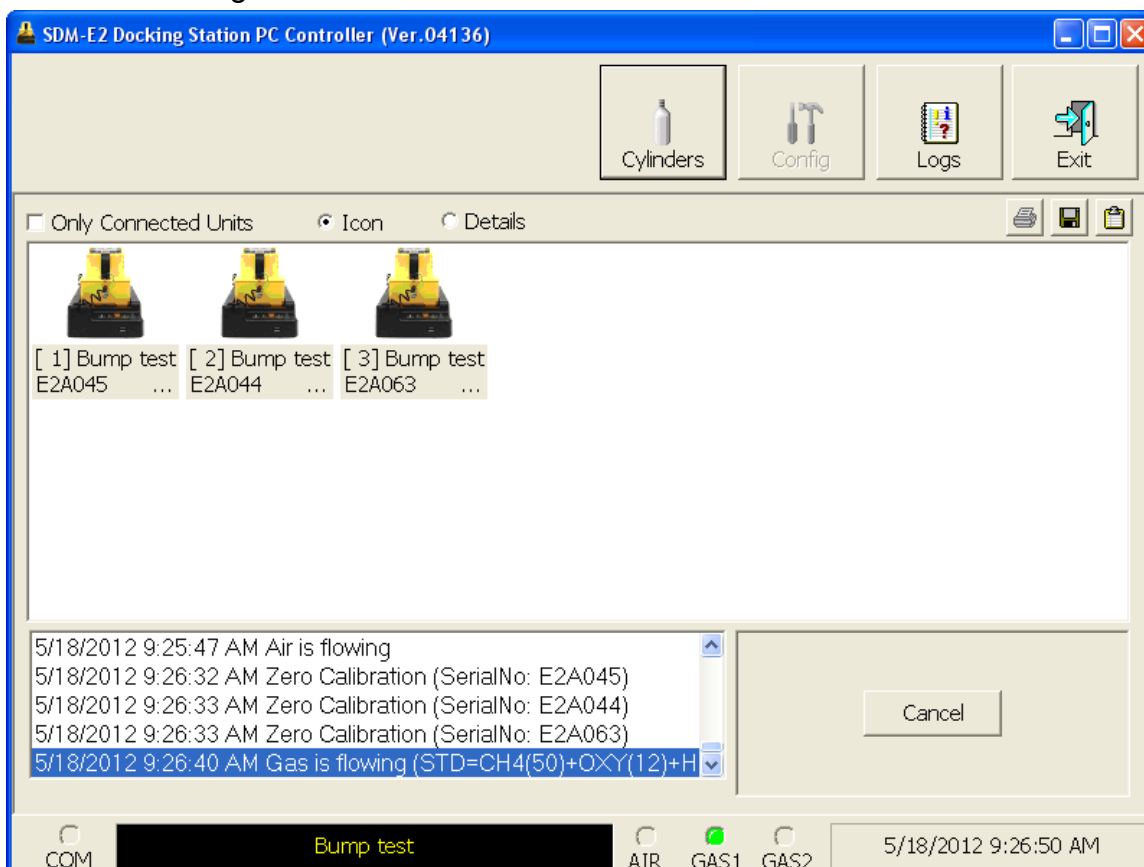 SDM-E2 Docking Station PC Controller (Ver.04136)
Cylinders
Config
Logs
Exit
Only Connected Units
Icon
Details
[ 1] Bump test
E2A045 ...
[ 2] Bump test
E2A044 ...
[ 3] Bump test
E2A063 ...
5/18/2012 9:25:47 AM Air is flowing
5/18/2012 9:26:32 AM Zero Calibration (SerialNo: E2A045)
5/18/2012 9:26:33 AM Zero Calibration (SerialNo: E2A044)
5/18/2012 9:26:33 AM Zero Calibration (SerialNo: E2A063)
5/18/2012 9:26:40 AM Gas is flowing (STD=CH4(50)+OXY(12)+H
Cancel
COM
Bump test
AIR
GAS1
GAS2
5/18/2012 9:26:50 AM